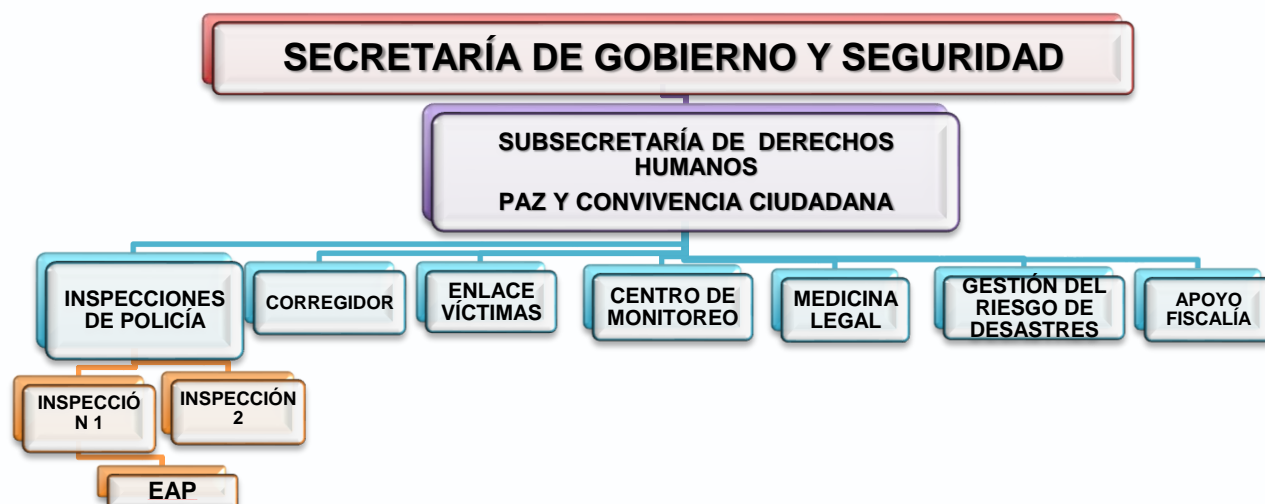 SECRETARÍA DE GOBIERNO Y SEGURIDAD
SUBSECRETARÍA DE DERECHOS
HUMANOS
PAZ Y CONVIVENCIA CIUDADANA
INSPECCIONES
DE POLICÍA
CORREGIDOR
ENLACE
VÍCTIMAS
CENTRO DE
MONITOREO
MEDICINA
LEGAL
GESTIÓN DEL
RIESGO DE
DESASTRES
APOYO
FISCALÍA
INSPECCIÓ
N 1
INSPECCIÓN
2
EAP